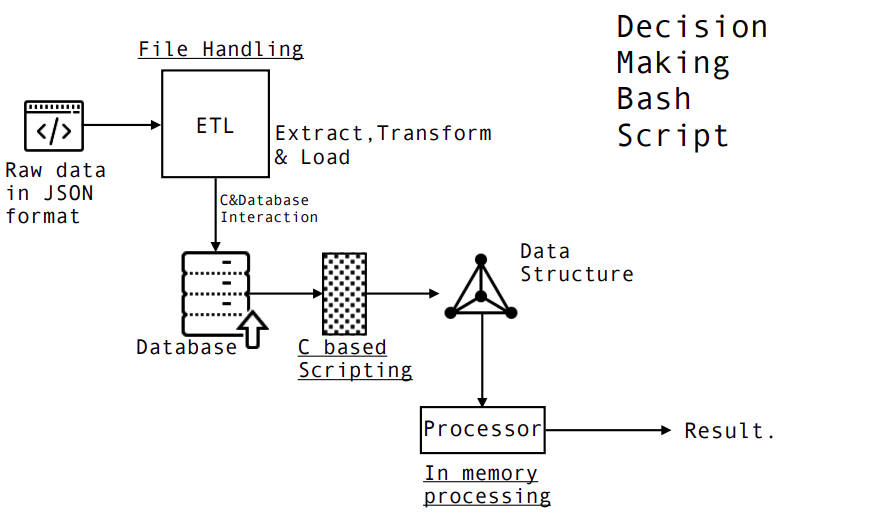 Decision
Making
Bash
Script
File Handling
</>
ETL
Extract,Transform
& Load
Raw data
in JSON
format
C&Database
Interaction
Data
Structure
Database
C based
Scripting
Processor
Result.
In memory
processing